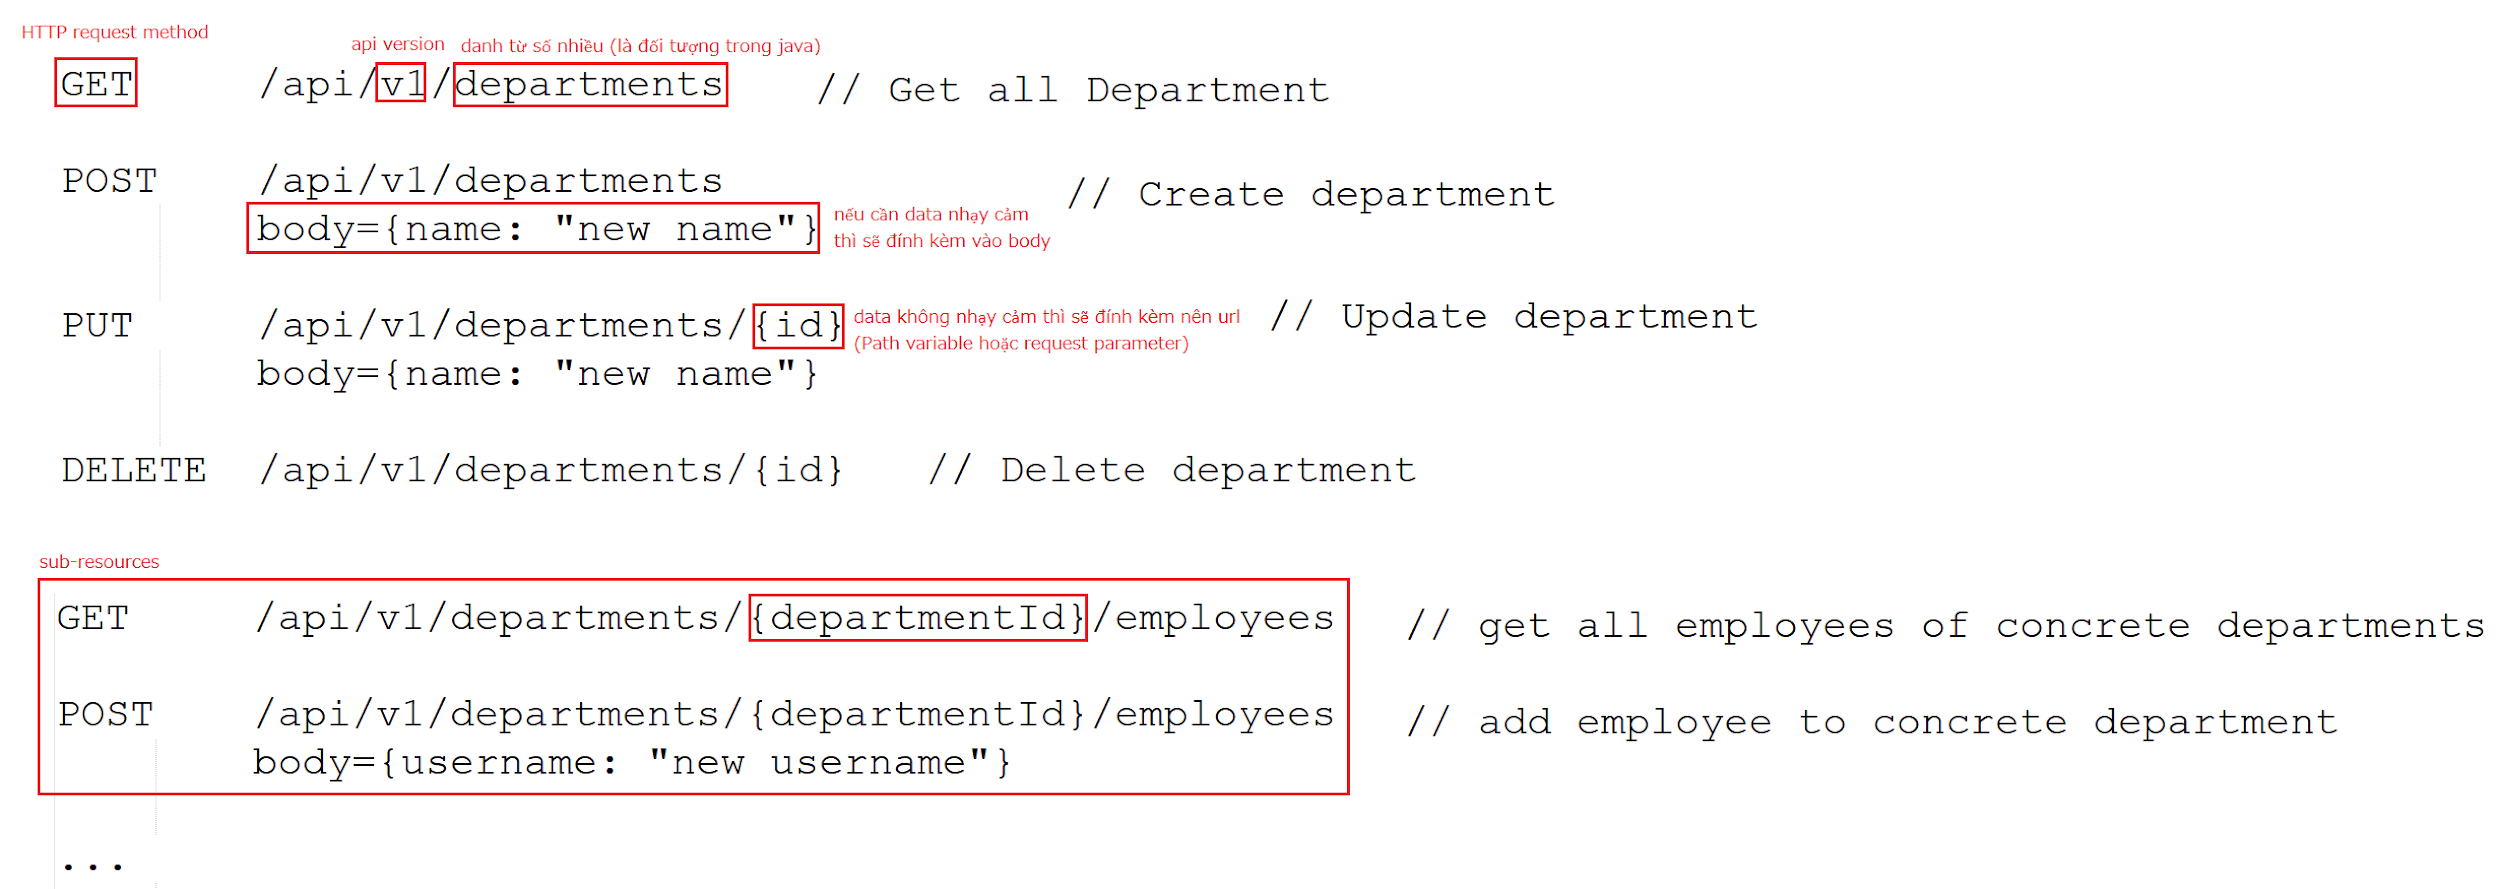 HTTP request method
api version
danh từ số nhiều (là đối tượng trong java)
GET /api/v1/departments // Get all Department
POST /api/v1/departments // Create department
body={name: "new name"}
nếu cần data nhạy cảm
thì sẽ đính kèm vào body
PUT /api/v1/departments/{id} // Update department
data không nhạy cảm thì sẽ đính kèm nên url
(Path variable hoặc request parameter)
body={name: "new name"}
DELETE /api/v1/departments/{id} // Delete department
sub-resources
GET /api/v1/departments/{departmentId}/employees // get all employees of concrete departments
POST /api/v1/departments/{departmentId}/employees // add employee to concrete department
body={username: "new username"}
...